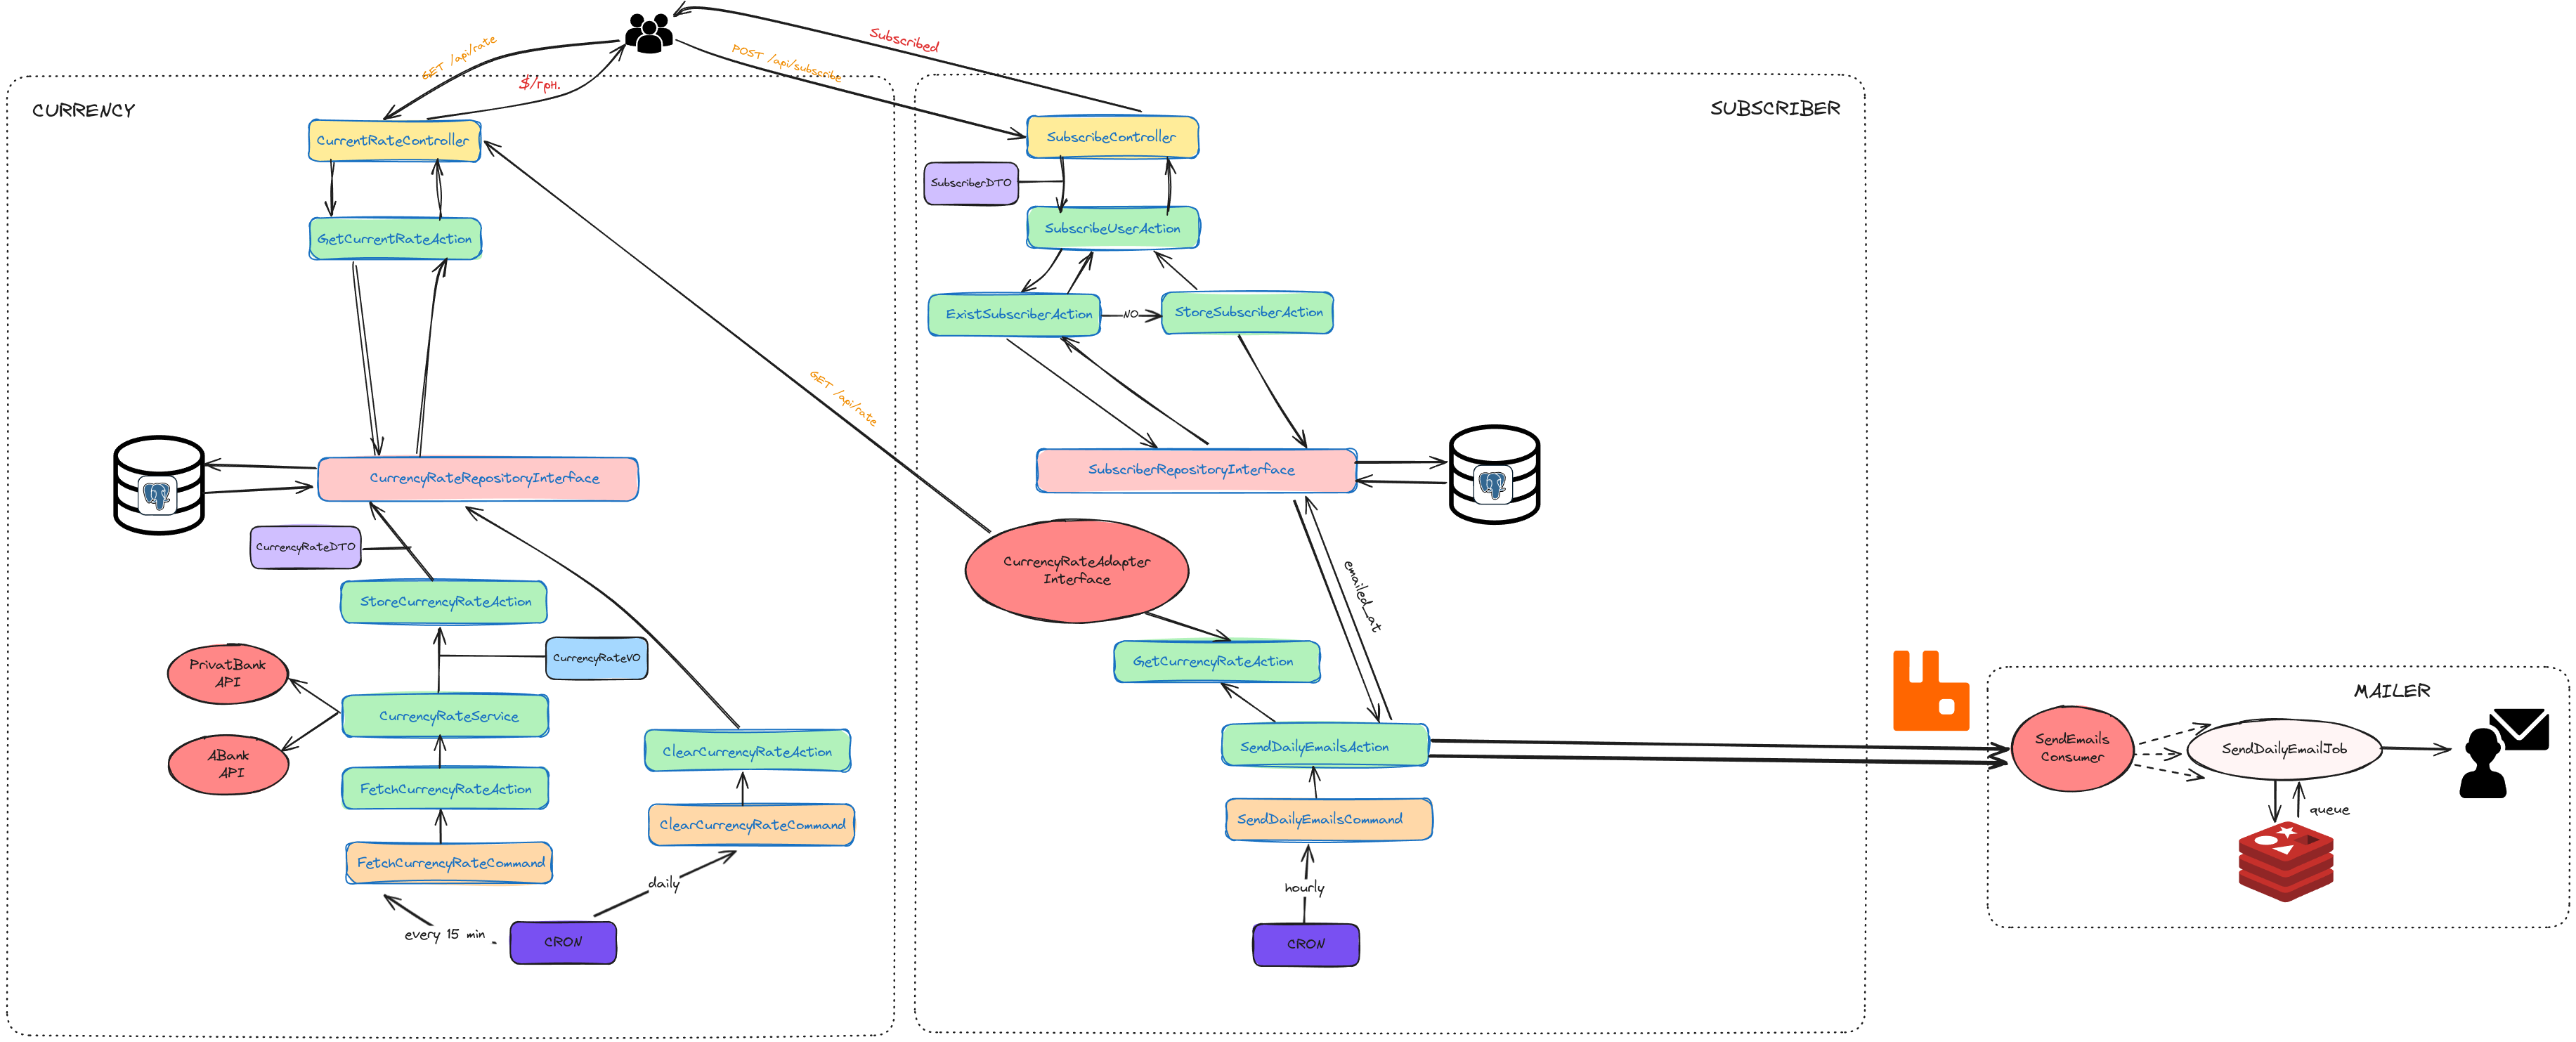 Subscribed
GET /api/rate
POST /api/subscribe
$/грн.
CURRENCY
SUBSCRIBER
CurrentRateController
SubscribeController
SubscriberDTO
GetCurrentRateAction
SubscribeUserAction
ExistSubscriberAction
NO
StoreSubscriberAction
GET /api/rate
CurrencyRateRepositoryInterface
SubscriberRepositoryInterface
CurrencyRateDTO
CurrencyRateAdapter
Interface
emailed_at
StoreCurrencyRateAction
CurrencyRateVO
GetCurrencyRateAction
PrivatBank
API
CurrencyRateService
ABank
API
ClearCurrencyRateAction
SendDailyEmailsAction
MAILER
SendEmails
Consumer
SendDailyEmailJob
FetchCurrencyRateAction
queue
ClearCurrencyRateCommand
SendDailyEmailsCommand
FetchCurrencyRateCommand
daily
hourly
every 15 min
CRON
CRON